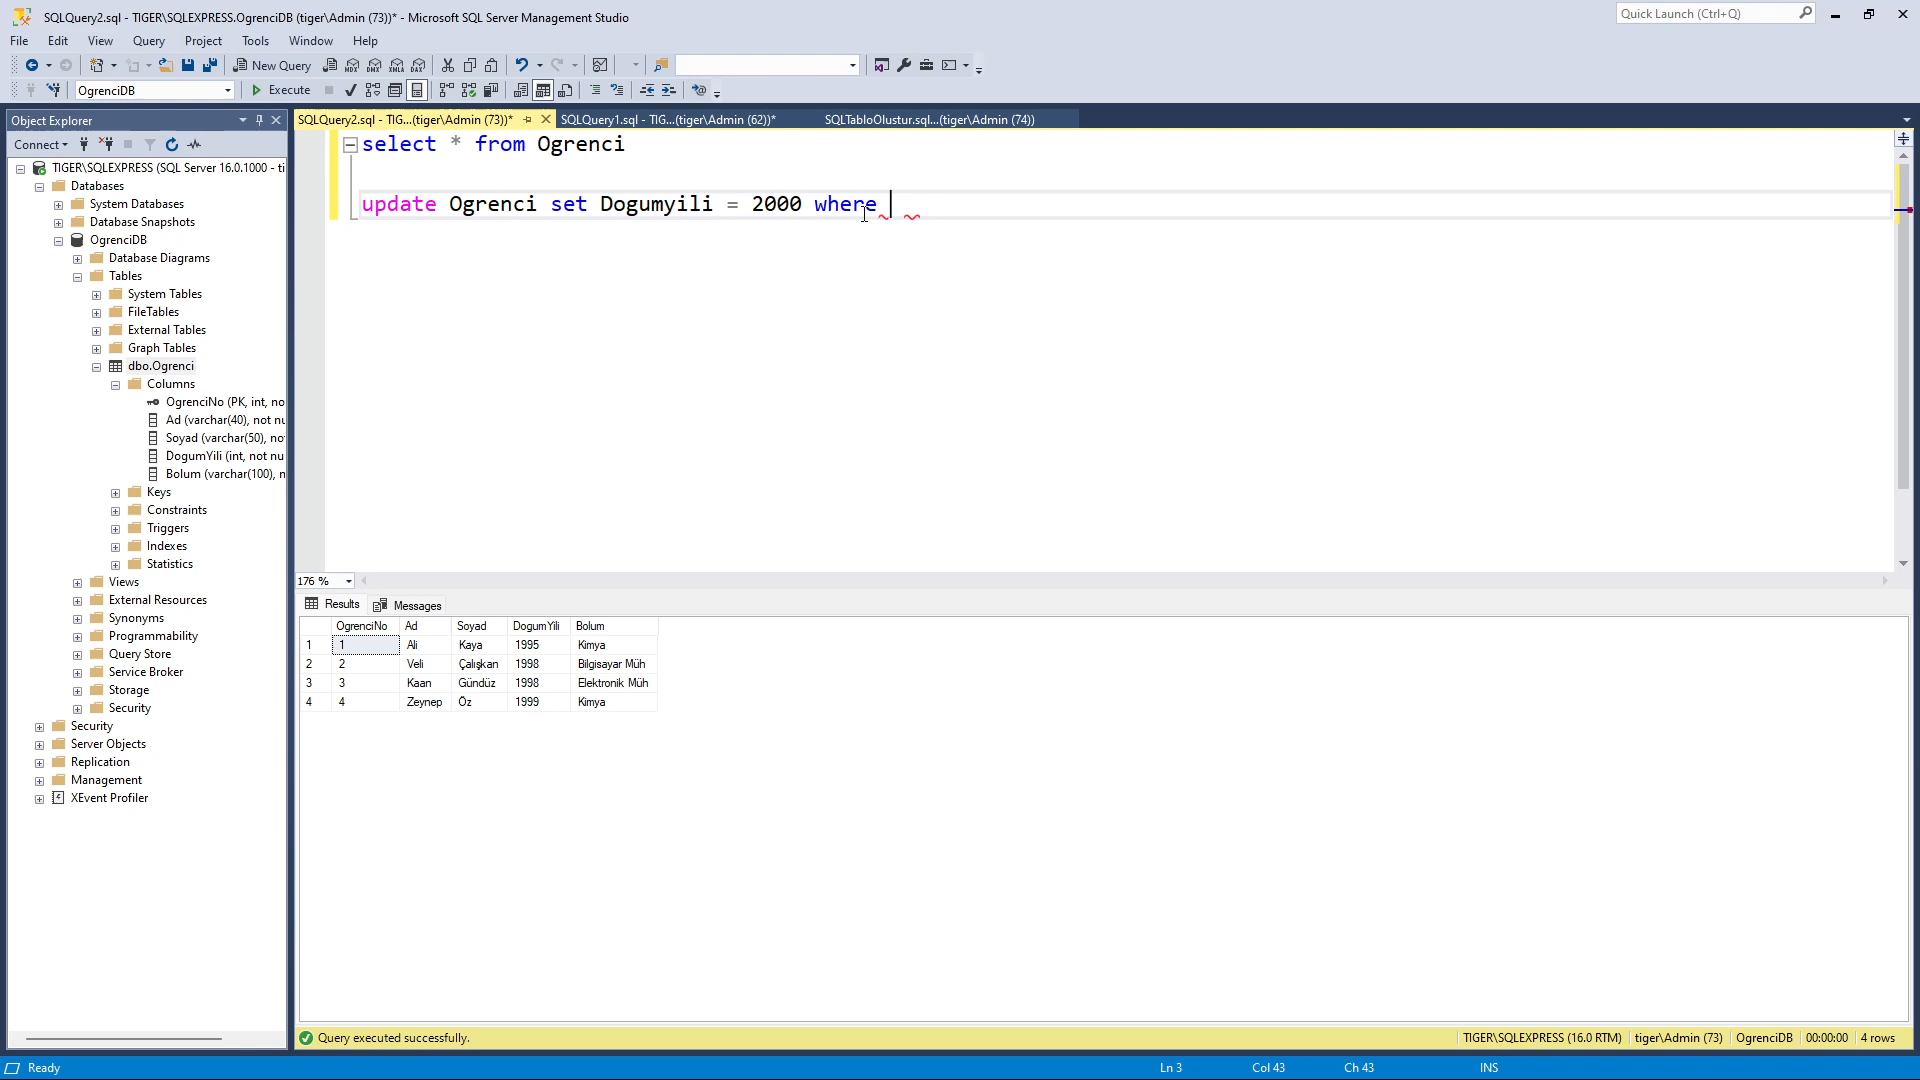 SQLQuery2.sql - TIGER\SQLEXPRESS.OgrenciDB (tiger\Admin (73))* - Microsoft SQL Server Management Studio
Quick Launch (Ctrl+Q)
File Edit View Query Project Tools Window Help
New Query
OgrenciDB
Execute
Object Explorer
SQLQuery2.sql - TIG...(tiger\Admin (73))*
SQLQuery1.sql - TIG...(tiger\Admin (62))*
SQLTabloOlustur.sql...(tiger\Admin (74))
Connect
TIGER\SQLEXPRESS (SQL Server 16.0.1000 - ti
Databases
System Databases
Database Snapshots
OgrenciDB
Database Diagrams
Tables
System Tables
FileTables
External Tables
Graph Tables
dbo.Ogrenci
Columns
OgrenciNo (PK, int, no
Ad (varchar(40), not nu
Soyad (varchar(50), no
DogumYili (int, not nu
Bolum (varchar(100), n
Keys
Constraints
Triggers
Indexes
Statistics
Views
External Resources
Synonyms
Programmability
Query Store
Service Broker
Storage
Security
Security
Server Objects
Replication
Management
XEvent Profiler
select * from Ogrenci
update Ogrenci set Dogumyili = 2000 where
176 %
Results Messages
OgrenciNo Ad Soyad DogumYili Bolum
1 1 Ali Kaya 1995 Kimya
2 2 Veli Çalışkan 1998 Bilgisayar Müh
3 3 Kaan Gündüz 1998 Elektronik Müh
4 4 Zeynep Öz 1999 Kimya
Query executed successfully.
TIGER\SQLEXPRESS (16.0 RTM) tiger\Admin (73) OgrenciDB 00:00:00 4 rows
Ready Ln 3 Col 43 Ch 43 INS